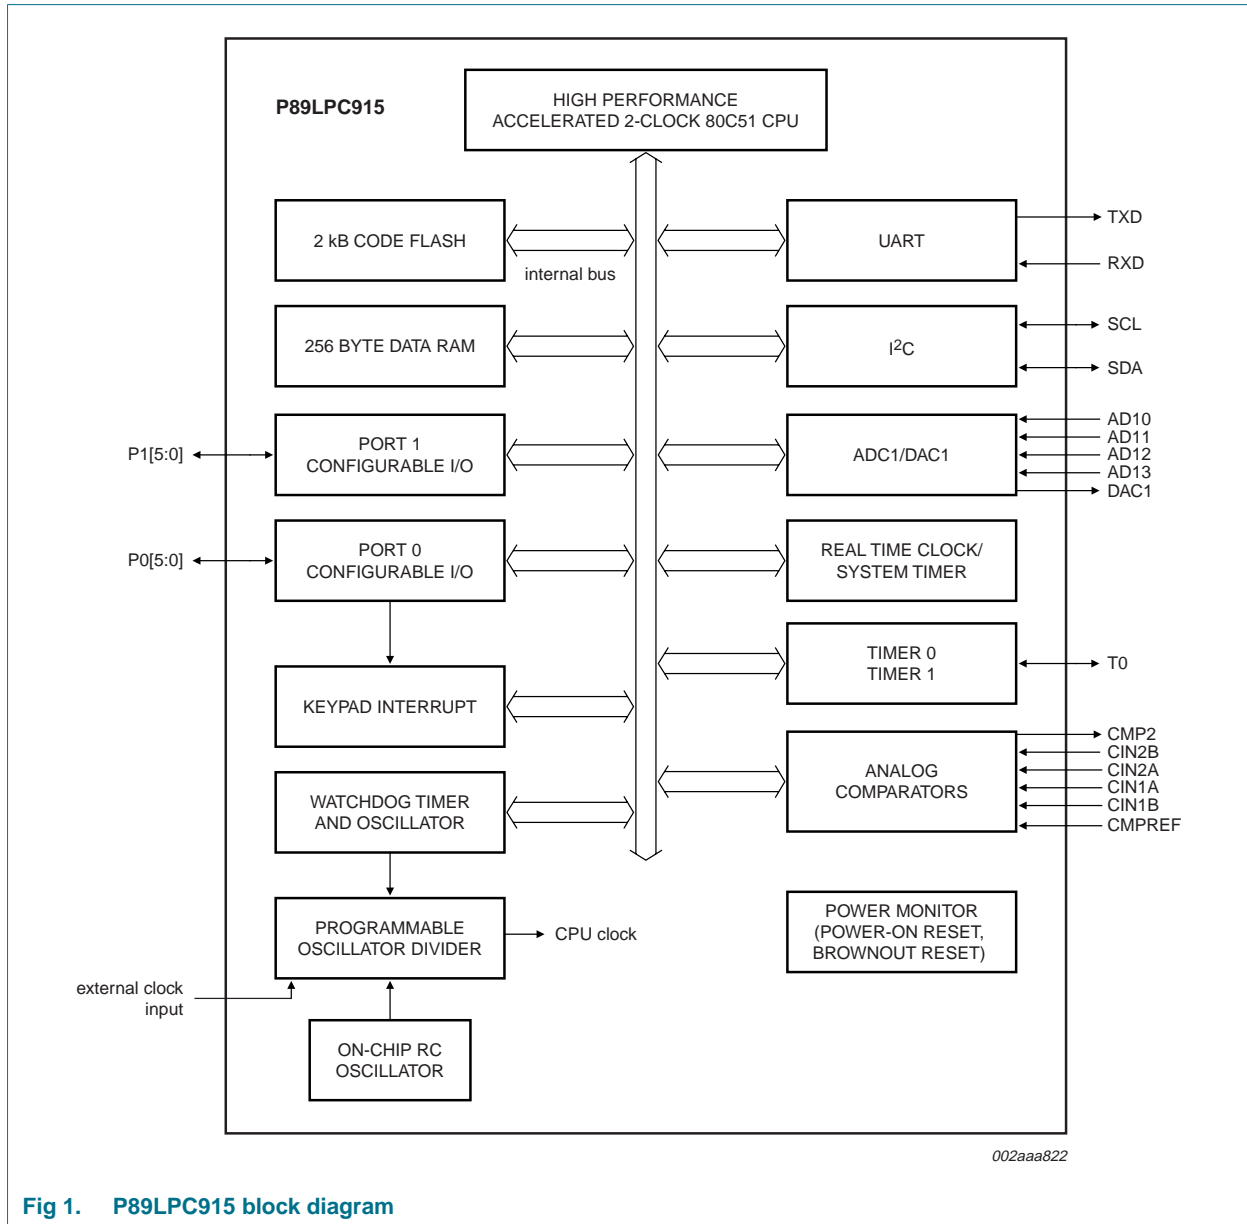 P89LPC915
HIGH PERFORMANCE
ACCELERATED 2-CLOCK 80C51 CPU
2 kB CODE FLASH
internal bus
UART
TXD
RXD
256 BYTE DATA RAM
I2C
SCL
SDA
P1[5:0]
PORT 1
CONFIGURABLE I/O
ADC1/DAC1
AD10
AD11
AD12
AD13
DAC1
P0[5:0]
PORT 0
CONFIGURABLE I/O
REAL TIME CLOCK/
SYSTEM TIMER
KEYPAD INTERRUPT
TIMER 0
TIMER 1
T0
WATCHDOG TIMER
AND OSCILLATOR
ANALOG
COMPARATORS
CMP2
CIN2B
CIN2A
CIN1A
CIN1B
CMPREF
PROGRAMMABLE
OSCILLATOR DIVIDER
CPU clock
POWER MONITOR
(POWER-ON RESET,
BROWNOUT RESET)
external clock
input
ON-CHIP RC
OSCILLATOR
002aaa822
Fig 1. P89LPC915 block diagram